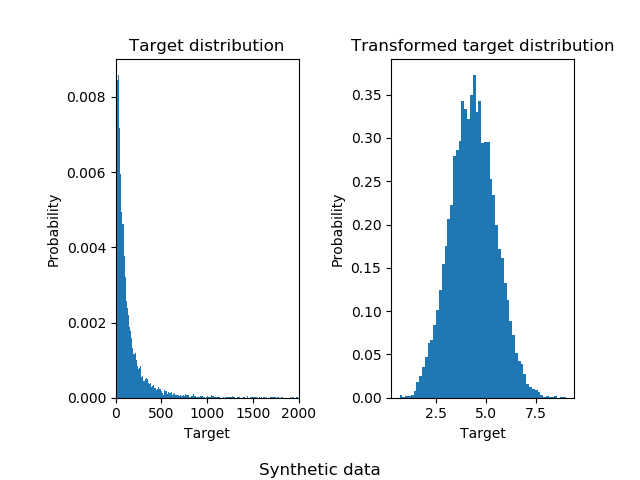 Target distribution
Probability
0.008
0.006
0.004
0.002
0.000
0 500 1000 1500 2000
Target
Transformed target distribution
Probability
0.35
0.30
0.25
0.20
0.15
0.10
0.05
0.00
2.5 5.0 7.5
Target
Synthetic data